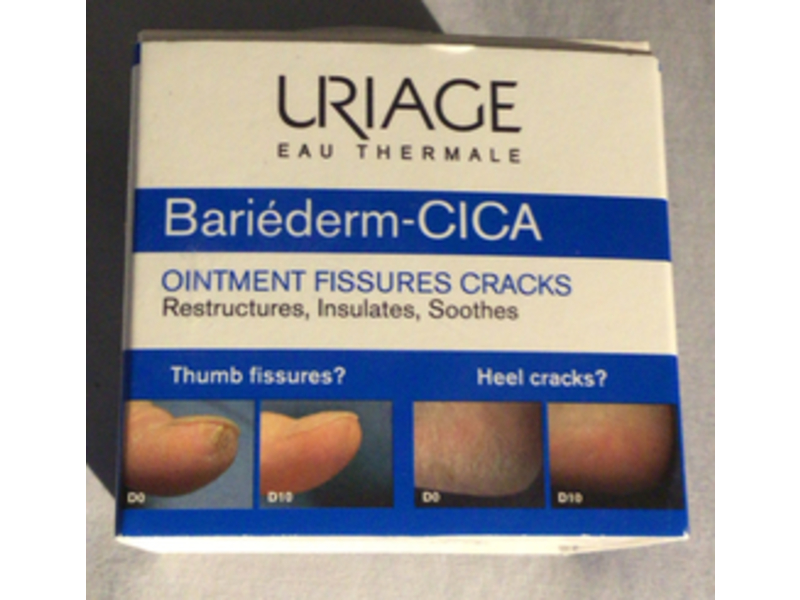 URIAGE
EAU THERMALE
Bariéderm-CICA
OINTMENT FISSURES CRACKS
Restructures, Insulates, Soothes
Thumb fissures? Heel cracks?
D0 D10 D0 D10